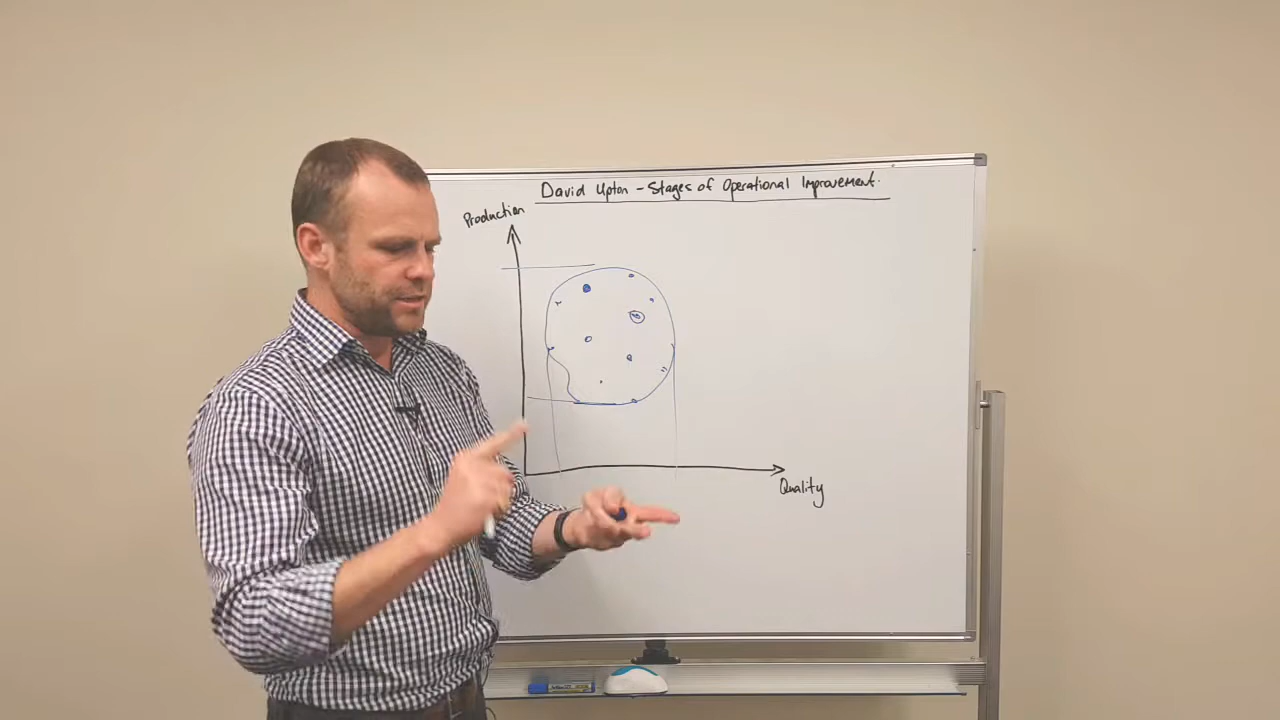 David Upton - Stages of Operational Improvement.
Production
Quality